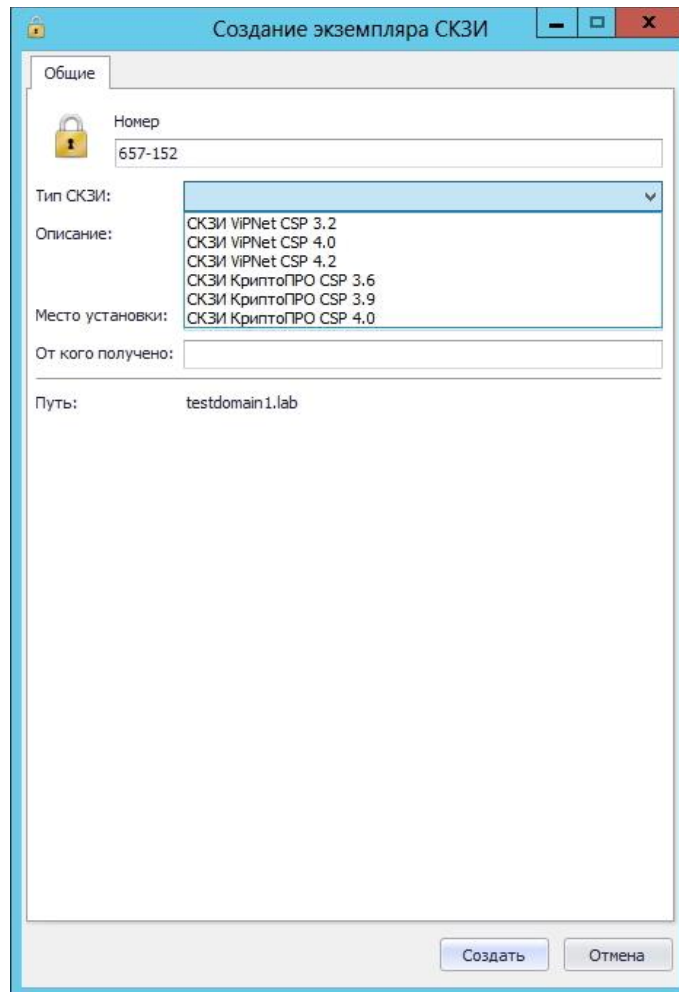 Создание экземпляра СКЗИ
Общие
Номер
657-152
Тип СКЗИ:
СКЗИ ViPNet CSP 3.2
Описание:
СКЗИ ViPNet CSP 4.0
СКЗИ ViPNet CSP 4.2
СКЗИ КриптоПРО CSP 3.6
СКЗИ КриптоПРО CSP 3.9
Место установки:
СКЗИ КриптоПРО CSP 4.0
От кого получено:
Путь: testdomain1.lab
Создать Отмена